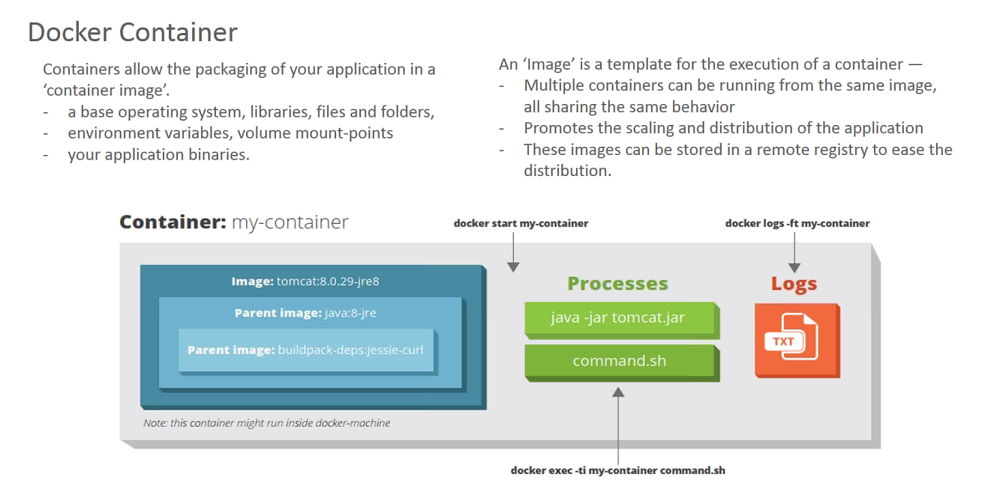 Docker Container
Containers allow the packaging of your application in a
‘container image’.
- a base operating system, libraries, files and folders,
- environment variables, volume mount-points
- your application binaries.
An ‘Image’ is a template for the execution of a container —
- Multiple containers can be running from the same image,
all sharing the same behavior
- Promotes the scaling and distribution of the application
- These images can be stored in a remote registry to ease the
distribution.
Container: my-container
docker start my-container
docker logs -ft my-container
Image: tomcat:8.0.29-jre8
Parent image: java:8-jre
Parent image: buildpack-deps:jessie-curl
Note: this container might run inside docker-machine
Processes
java -jar tomcat.jar
command.sh
Logs
TXT
docker exec -ti my-container command.sh